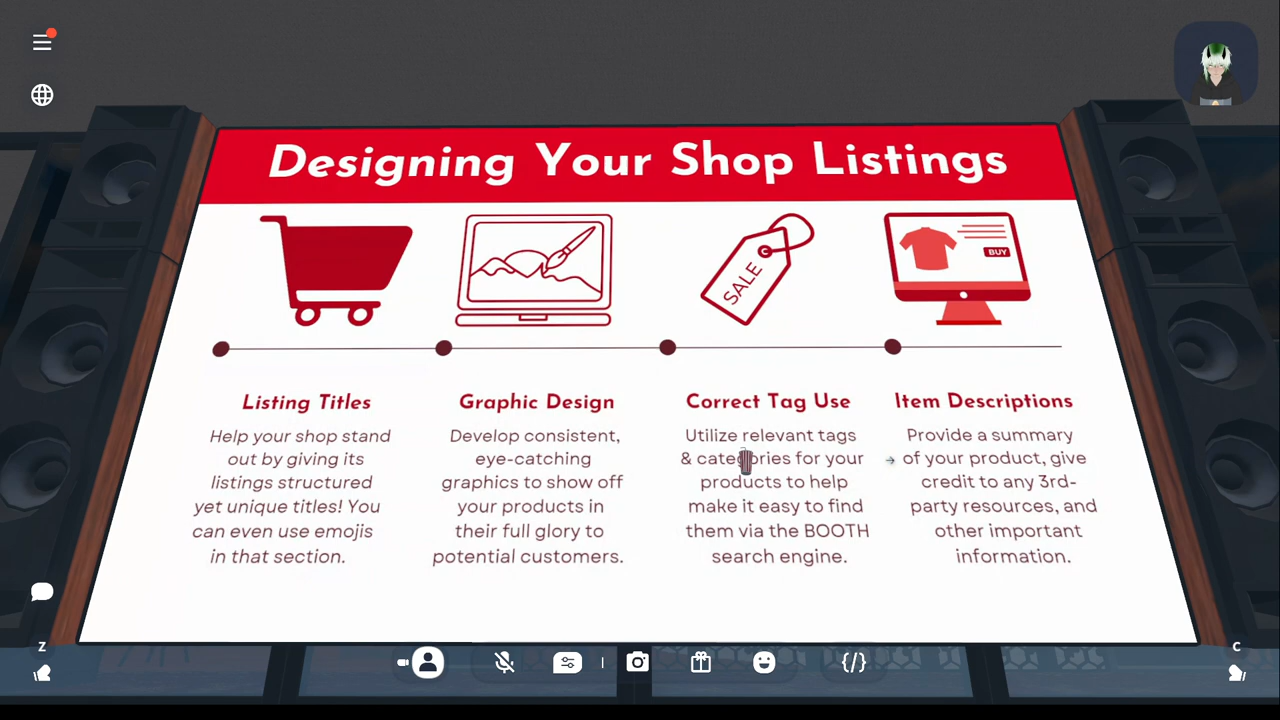 Designing Your Shop Listings
SALE
BUY
Listing Titles
Help your shop stand
out by giving its
listings structured
yet unique titles! You
can even use emojis
in that section.
Graphic Design
Develop consistent,
eye-catching
graphics to show off
your products in
their full glory to
potential customers.
Correct Tag Use
Utilize relevant tags
& categories for your
products to help
make it easy to find
them via the BOOTH
search engine.
Item Descriptions
Provide a summary
of your product, give
credit to any 3rd-
party resources, and
other important
information.
Z
C